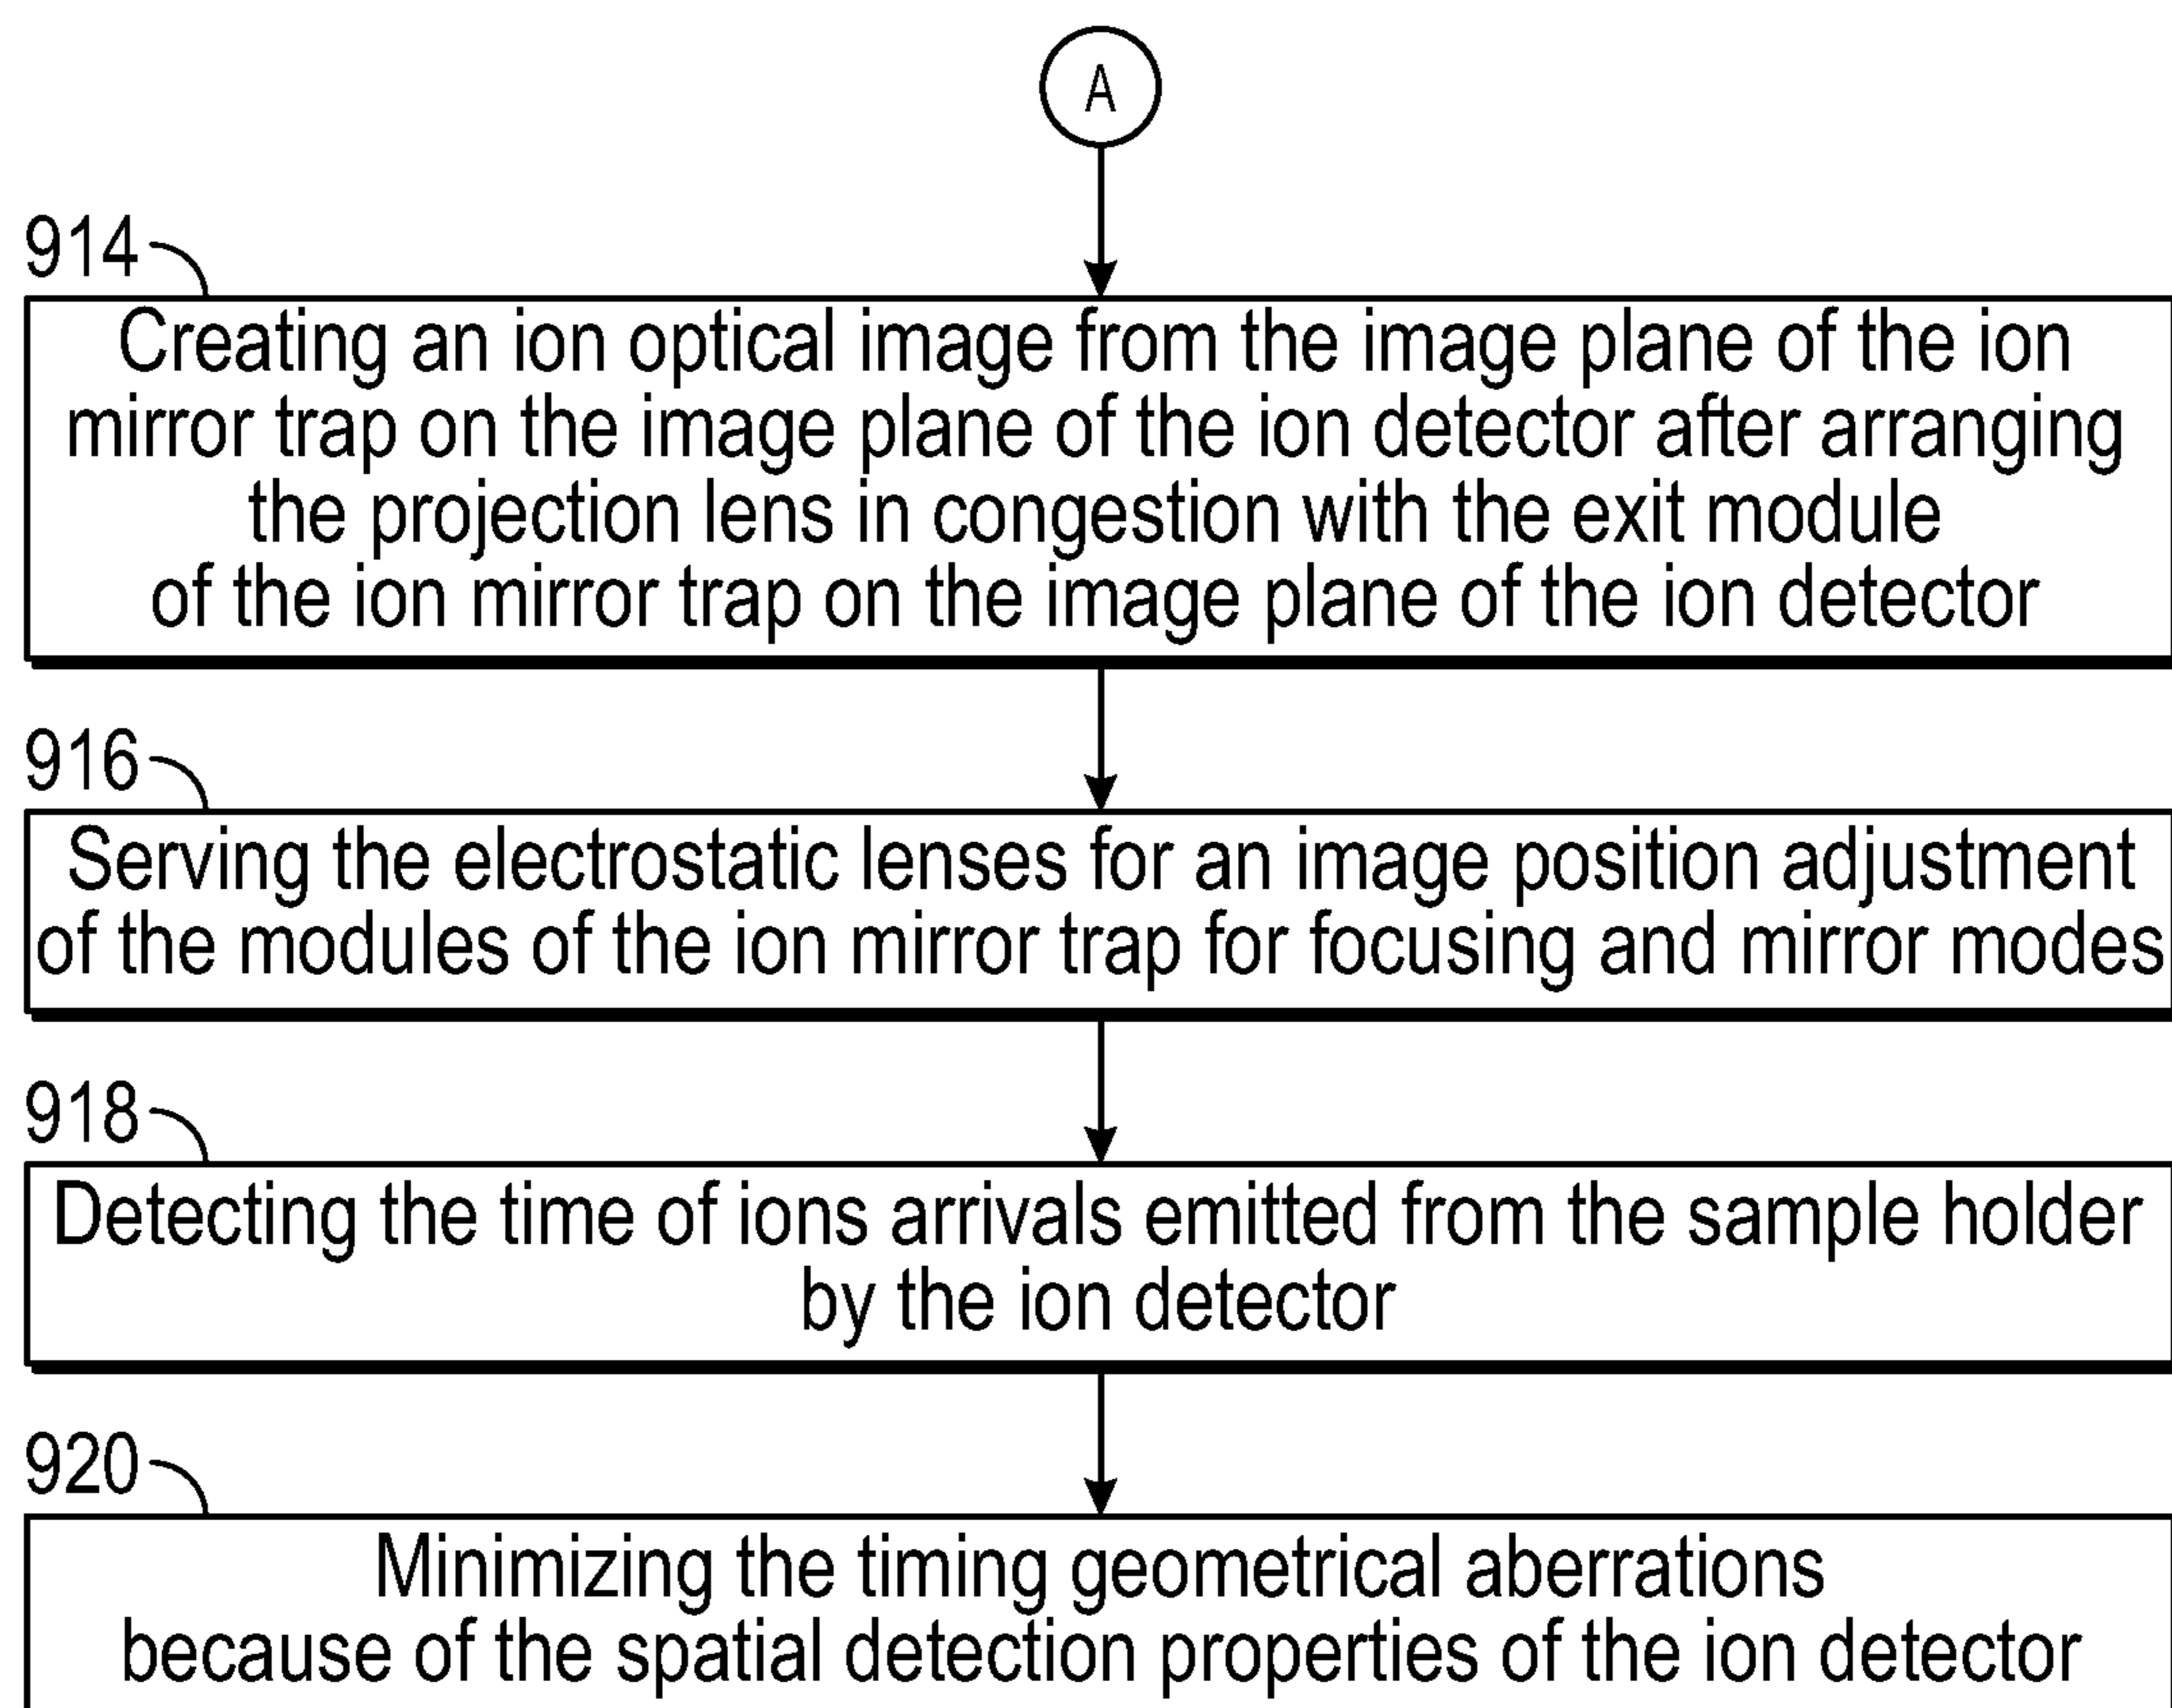 A
914
Creating an ion optical image from the image plane of the ion
mirror trap on the image plane of the ion detector after arranging
the projection lens in congestion with the exit module
of the ion mirror trap on the image plane of the ion detector
916
Serving the electrostatic lenses for an image position adjustment
of the modules of the ion mirror trap for focusing and mirror modes
918
Detecting the time of ions arrivals emitted from the sample holder
by the ion detector
920
Minimizing the timing geometrical aberrations
because of the spatial detection properties of the ion detector